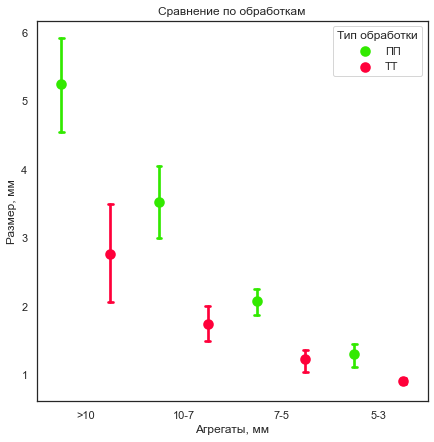 Сравнение по обработкам
Тип обработки
ПП
ТТ
6
5
4
3
2
1
Размер, мм
>10
10-7
7-5
5-3
Агрегаты, мм